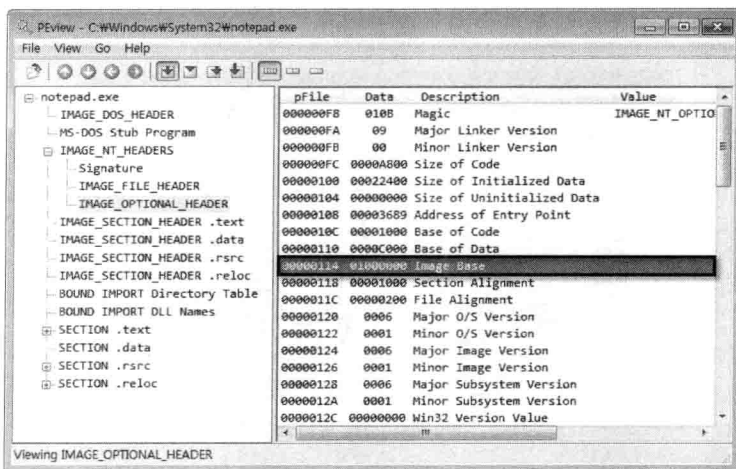 PEview - C:₩Windows₩System32₩notepad.exe
File View Go Help
notepad.exe
IMAGE_DOS_HEADER
MS-DOS Stub Program
IMAGE_NT_HEADERS
Signature
IMAGE_FILE_HEADER
IMAGE_OPTIONAL_HEADER
IMAGE_SECTION_HEADER .text
IMAGE_SECTION_HEADER .data
IMAGE_SECTION_HEADER .rsrc
IMAGE_SECTION_HEADER .reloc
BOUND IMPORT Directory Table
BOUND IMPORT DLL Names
SECTION .text
SECTION .data
SECTION .rsrc
SECTION .reloc
pFile Data Description Value
000000F8 010B Magic IMAGE_NT_OPTIO
000000FA 09 Major Linker Version
000000FB 00 Minor Linker Version
000000FC 0000A800 Size of Code
00000100 00022400 Size of Initialized Data
00000104 00000000 Size of Uninitialized Data
00000108 00003689 Address of Entry Point
0000010C 00001000 Base of Code
00000110 0000C000 Base of Data
00000114 01000000 Image Base
00000118 00001000 Section Alignment
0000011C 00000200 File Alignment
00000120 0006 Major O/S Version
00000122 0001 Minor O/S Version
00000124 0006 Major Image Version
00000126 0001 Minor Image Version
00000128 0006 Major Subsystem Version
0000012A 0001 Minor Subsystem Version
0000012C 00000000 Win32 Version Value
Viewing IMAGE_OPTIONAL_HEADER